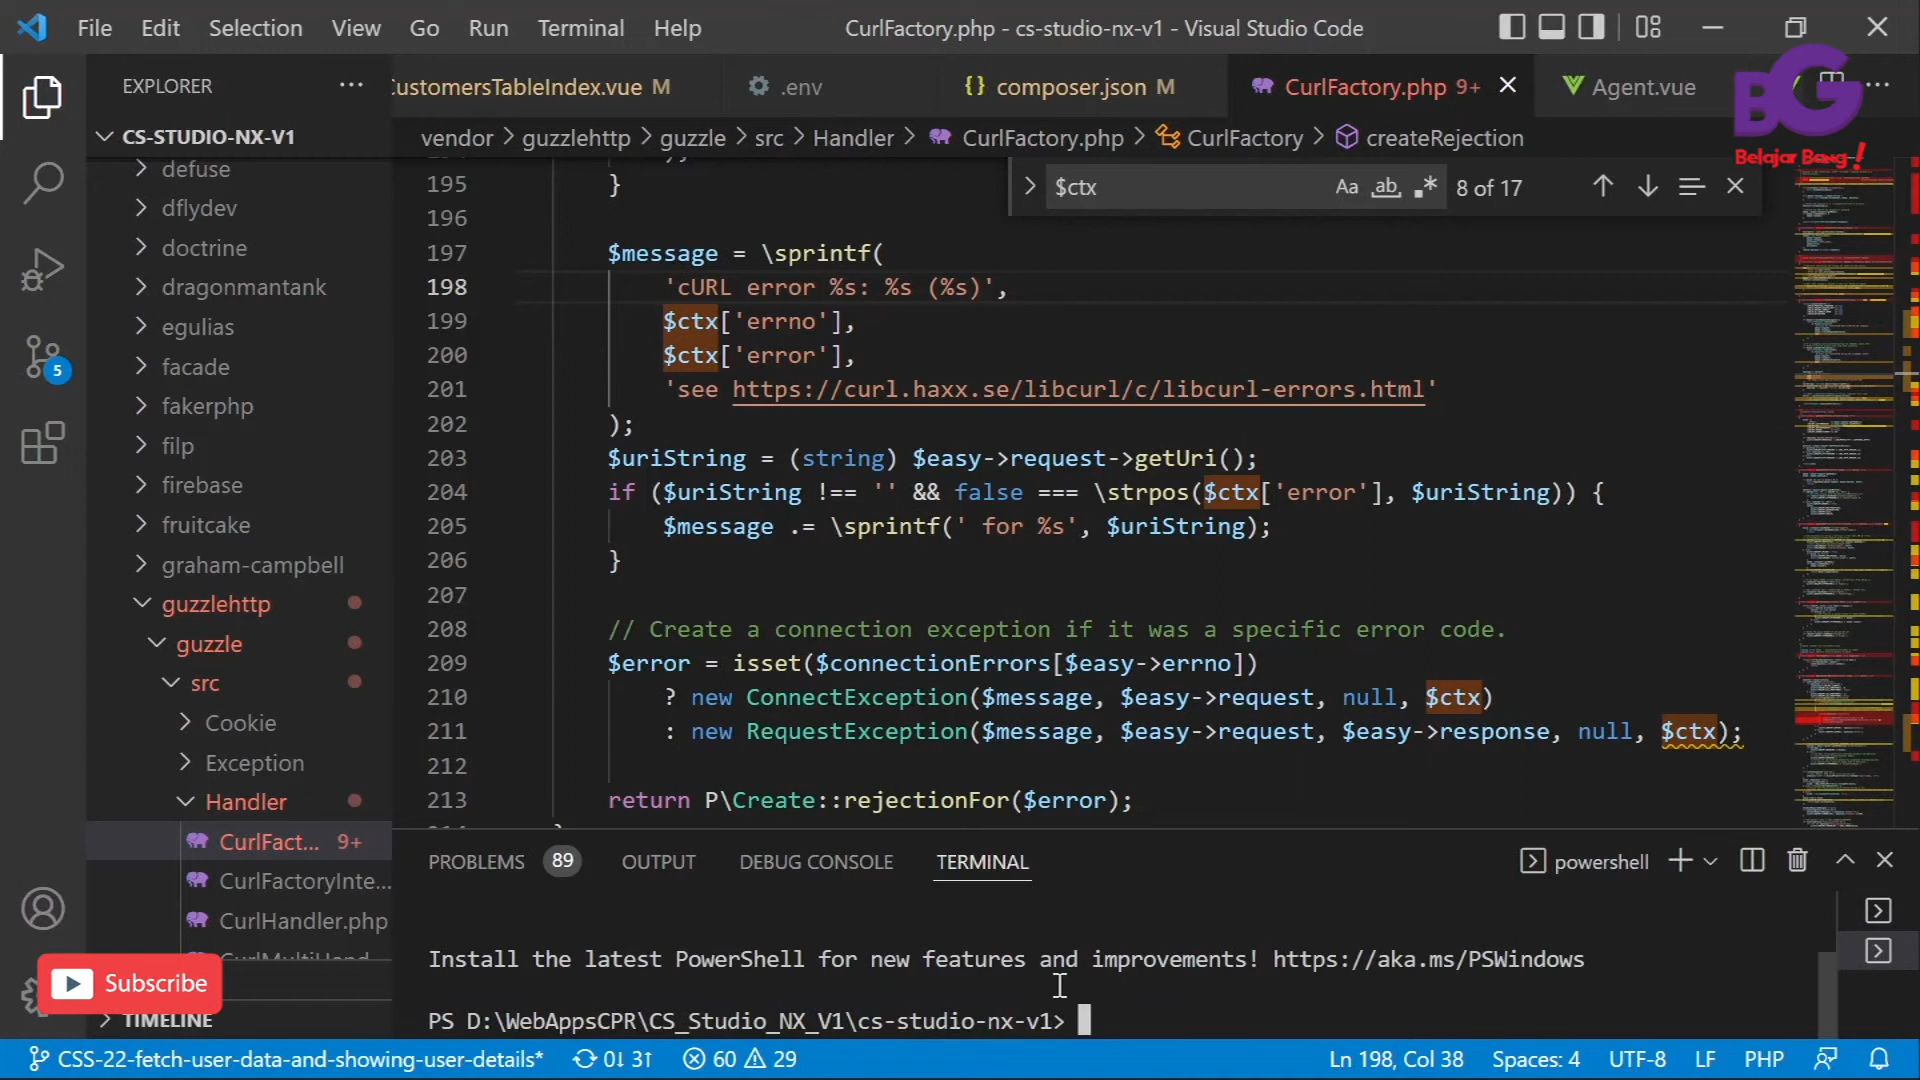 File Edit Selection View Go Run Terminal Help
CurlFactory.php - cs-studio-nx-v1 - Visual Studio Code
EXPLORER
CustomersTableIndex.vue M
.env
{} composer.json M
CurlFactory.php 9+
Agent.vue
BG
Belajar Bang!
CS-STUDIO-NX-V1
vendor > guzzlehttp > guzzle > src > Handler > CurlFactory.php > CurlFactory > createRejection
$ctx
Aa ab 8 of 17
defuse
dflydev
doctrine
dragonmantank
egulias
facade
fakerphp
filp
firebase
fruitcake
graham-campbell
guzzlehttp
guzzle
src
Cookie
Exception
Handler
CurlFact... 9+
CurlFactoryInte...
CurlHandler.php
5
195 }
196
197 $message = \sprintf(
198 'cURL error %s: %s (%s)',
199 $ctx['errno'],
200 $ctx['error'],
201 'see https://curl.haxx.se/libcurl/c/libcurl-errors.html'
202 );
203 $uriString = (string) $easy->request->getUri();
204 if ($uriString !== '' && false === \strpos($ctx['error'], $uriString)) {
205 $message .= \sprintf(' for %s', $uriString);
206 }
207
208 // Create a connection exception if it was a specific error code.
209 $error = isset($connectionErrors[$easy->errno])
210 ? new ConnectException($message, $easy->request, null, $ctx)
211 : new RequestException($message, $easy->request, $easy->response, null, $ctx);
212
213 return P\Create::rejectionFor($error);
PROBLEMS 89 OUTPUT DEBUG CONSOLE TERMINAL
powershell
Install the latest PowerShell for new features and improvements! https://aka.ms/PSWindows
PS D:\WebAppsCPR\CS_Studio_NX_V1\cs-studio-nx-v1>
Subscribe
TIMELINE
CSS-22-fetch-user-data-and-showing-user-details* 0↓ 3↑ 60 29
Ln 198, Col 38 Spaces: 4 UTF-8 LF PHP